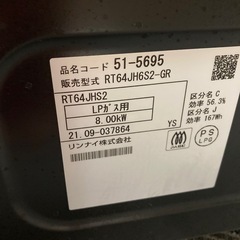 品名コード 51-5695
販売型式 RT64JH6S2-GR
RT64JHS2
LPガス用
8.00kW
21.09-037864
YS
リンナイ株式会社
区分名 C
効率 56.3%
区分名 J
効率 167Wh
PS
LPG